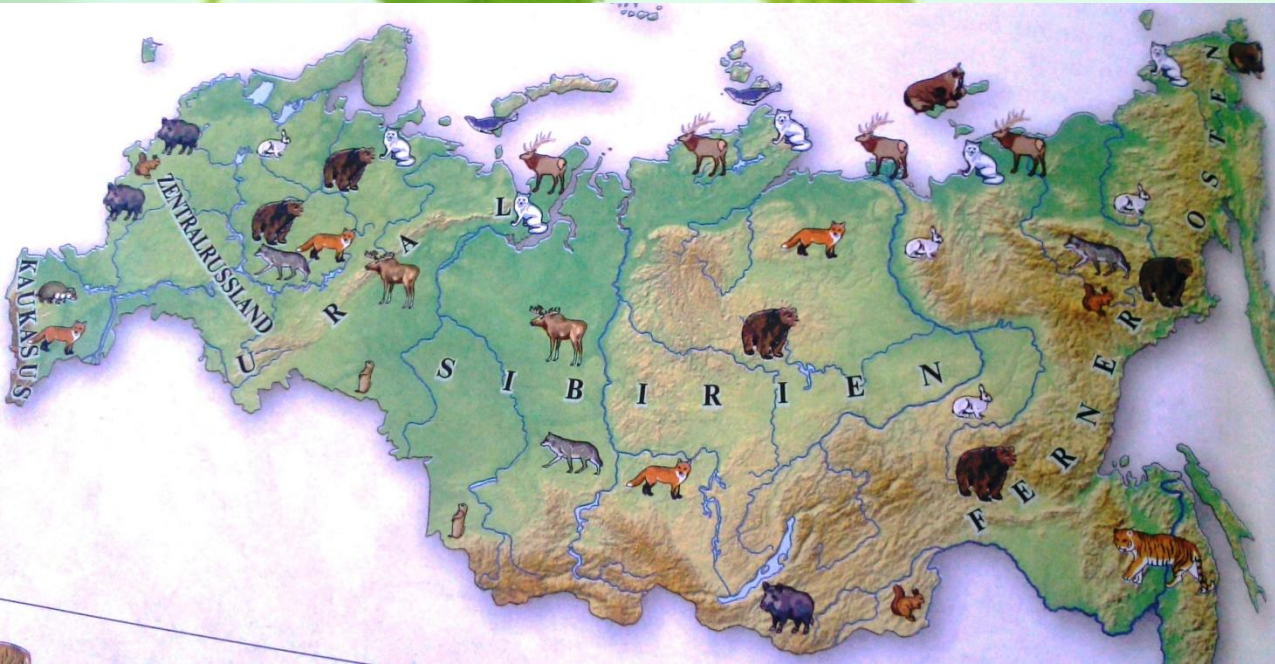 KAUKASUS
ZENTRALRUSSLAND
URAL
SIBIRIEN
FERNER OSTEN